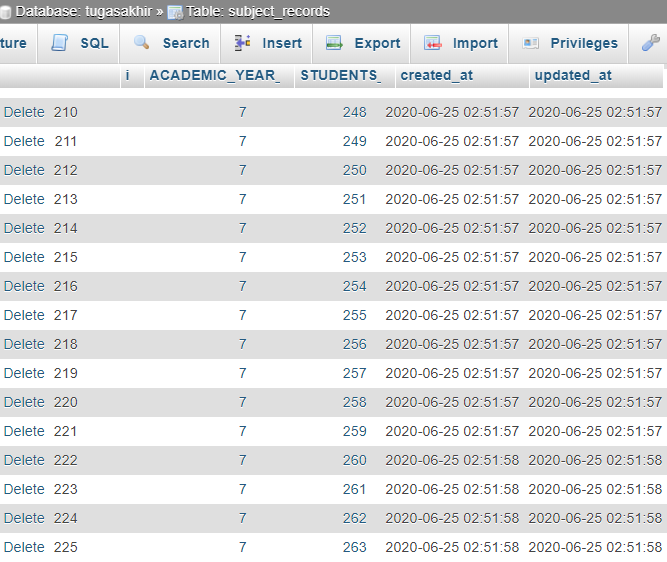 Database: tugasakhir » Table: subject_records
ture SQL Search Insert Export Import Privileges
i ACADEMIC_YEAR_ STUDENTS_ created_at updated_at
Delete 210 7 248 2020-06-25 02:51:57 2020-06-25 02:51:57
Delete 211 7 249 2020-06-25 02:51:57 2020-06-25 02:51:57
Delete 212 7 250 2020-06-25 02:51:57 2020-06-25 02:51:57
Delete 213 7 251 2020-06-25 02:51:57 2020-06-25 02:51:57
Delete 214 7 252 2020-06-25 02:51:57 2020-06-25 02:51:57
Delete 215 7 253 2020-06-25 02:51:57 2020-06-25 02:51:57
Delete 216 7 254 2020-06-25 02:51:57 2020-06-25 02:51:57
Delete 217 7 255 2020-06-25 02:51:57 2020-06-25 02:51:57
Delete 218 7 256 2020-06-25 02:51:57 2020-06-25 02:51:57
Delete 219 7 257 2020-06-25 02:51:57 2020-06-25 02:51:57
Delete 220 7 258 2020-06-25 02:51:57 2020-06-25 02:51:57
Delete 221 7 259 2020-06-25 02:51:57 2020-06-25 02:51:57
Delete 222 7 260 2020-06-25 02:51:58 2020-06-25 02:51:58
Delete 223 7 261 2020-06-25 02:51:58 2020-06-25 02:51:58
Delete 224 7 262 2020-06-25 02:51:58 2020-06-25 02:51:58
Delete 225 7 263 2020-06-25 02:51:58 2020-06-25 02:51:58